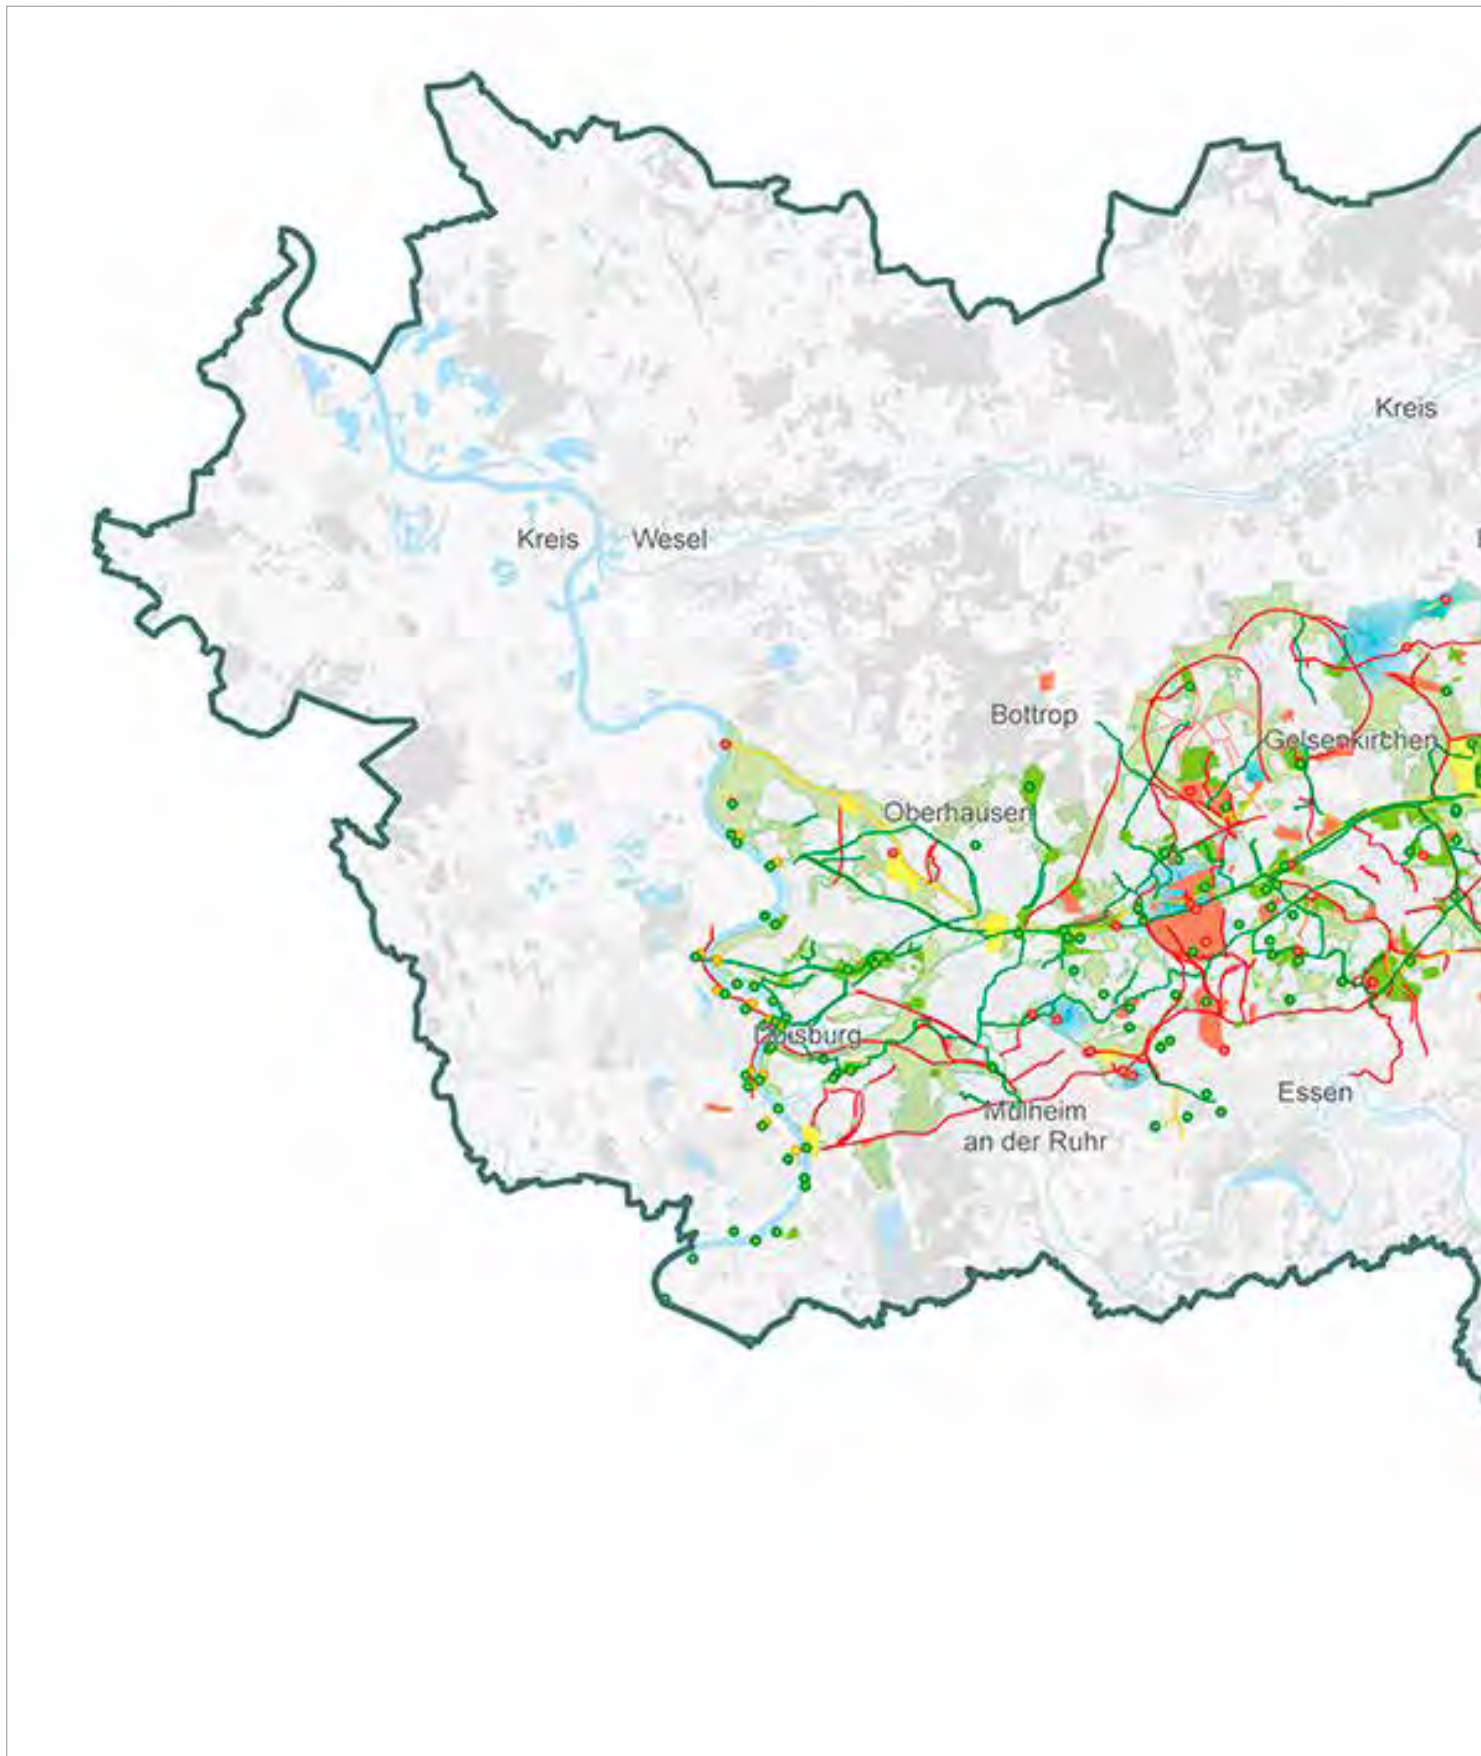 Kreis
Kreis Wesel
Bottrop
Gelsenkirchen
Oberhausen
Duisburg
Essen
Mülheim
an der Ruhr